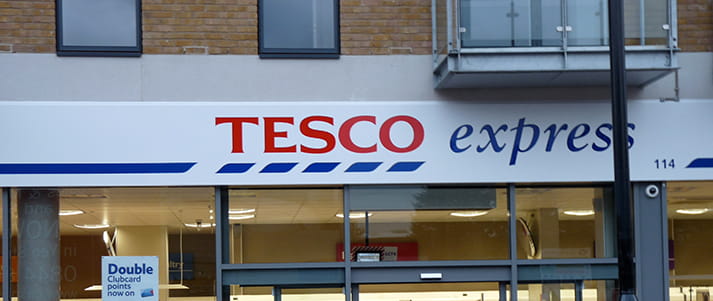 TESCO express
114
Double
Clubcard
points
now on